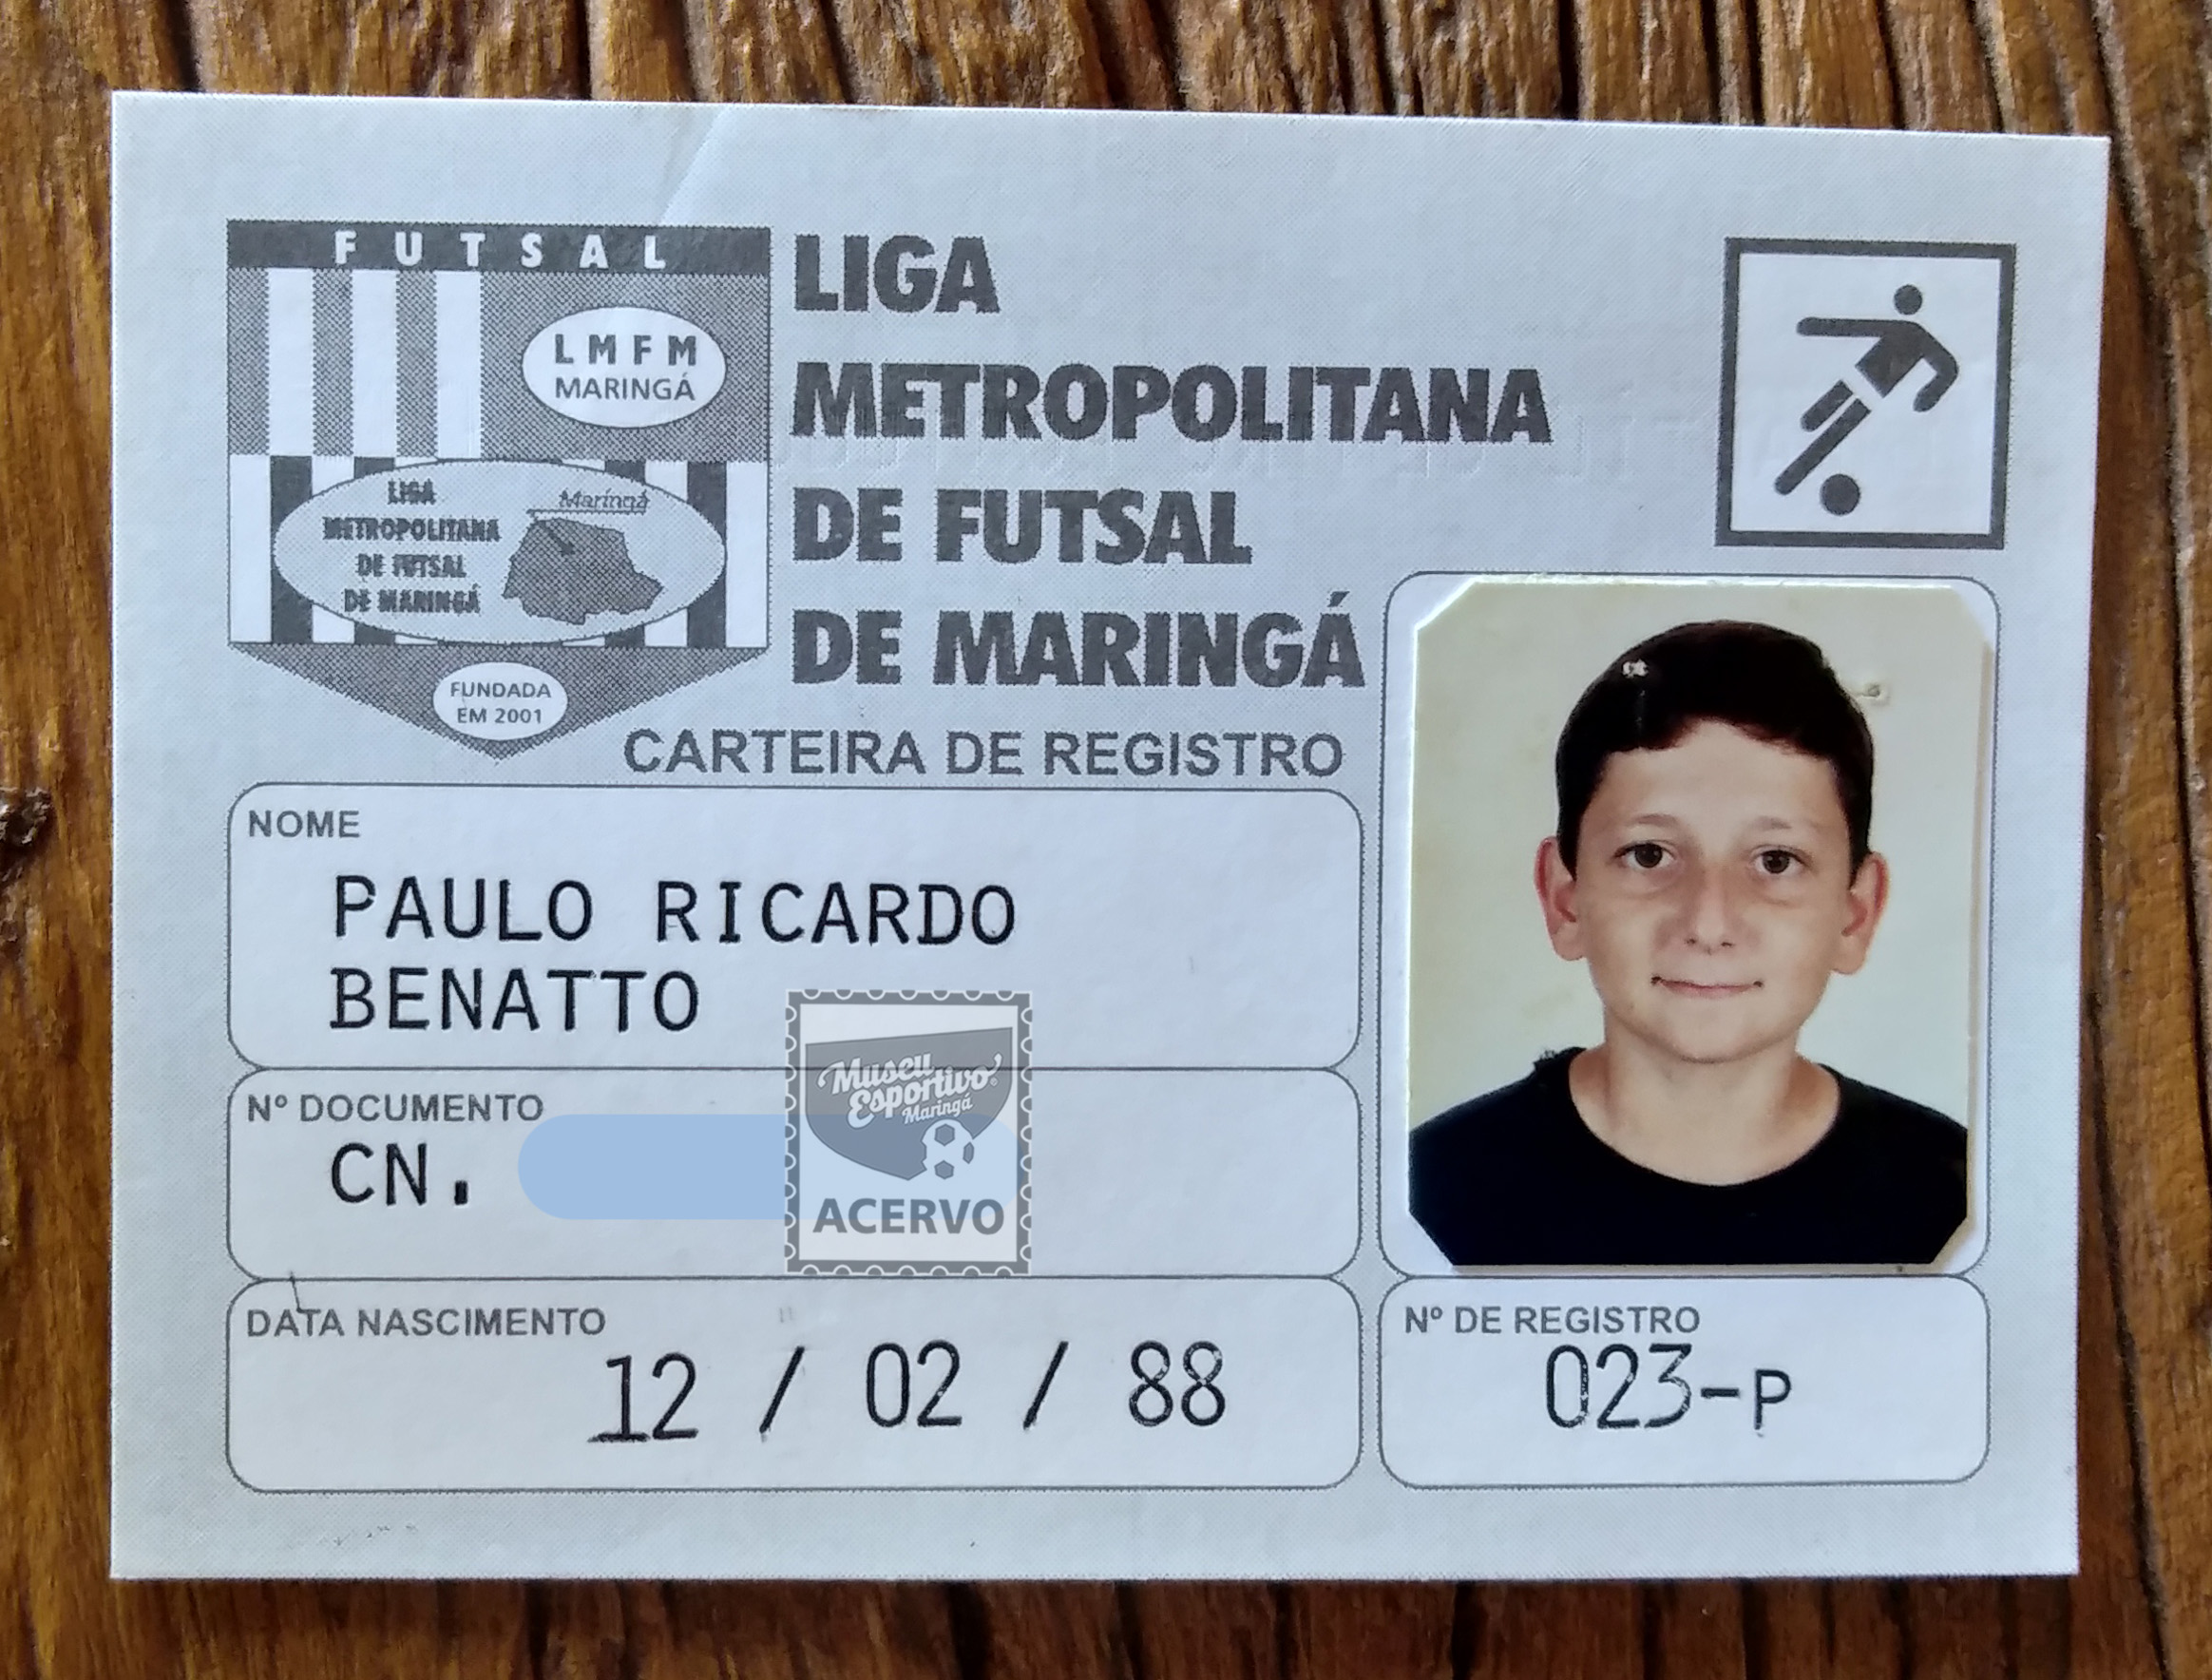 FUTSAL
LMFM
MARINGÁ
LIGA
METROPOLITANA
DE FUTSAL
DE MARINGÁ
Maringá
FUNDADA
EM 2001
LIGA
METROPOLITANA
DE FUTSAL
DE MARINGÁ
CARTEIRA DE REGISTRO
NOME
PAULO RICARDO
BENATTO
Nº DOCUMENTO
CN.
Museu
Esportivo
Maringá
ACERVO
DATA NASCIMENTO
12 / 02 / 88
Nº DE REGISTRO
023-P